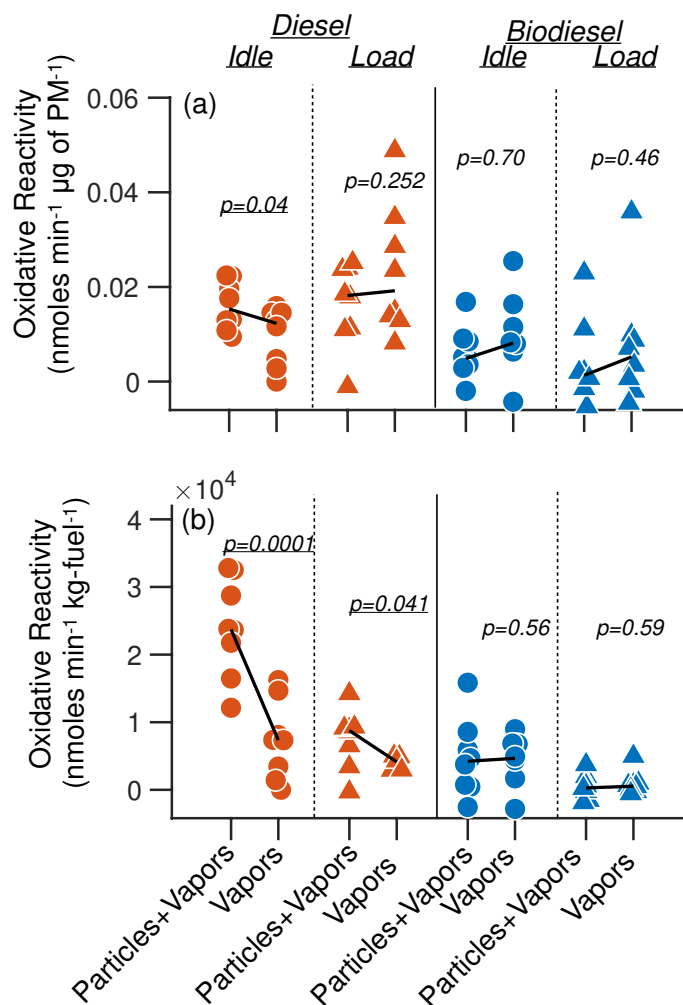 Diesel Biodiesel
Idle Load Idle Load
(a)
Oxidative Reactivity
(nmoles min⁻¹ µg of PM⁻¹)
0.06
0.04
0.02
0
p=0.04
p=0.252
p=0.70
p=0.46
×10⁴
(b)
Oxidative Reactivity
(nmoles min⁻¹ kg-fuel⁻¹)
4
3
2
1
0
p=0.0001
p=0.041
p=0.56
p=0.59
Particles+Vapors
Vapors
Particles+Vapors
Vapors
Particles+Vapors
Vapors
Particles+Vapors
Vapors